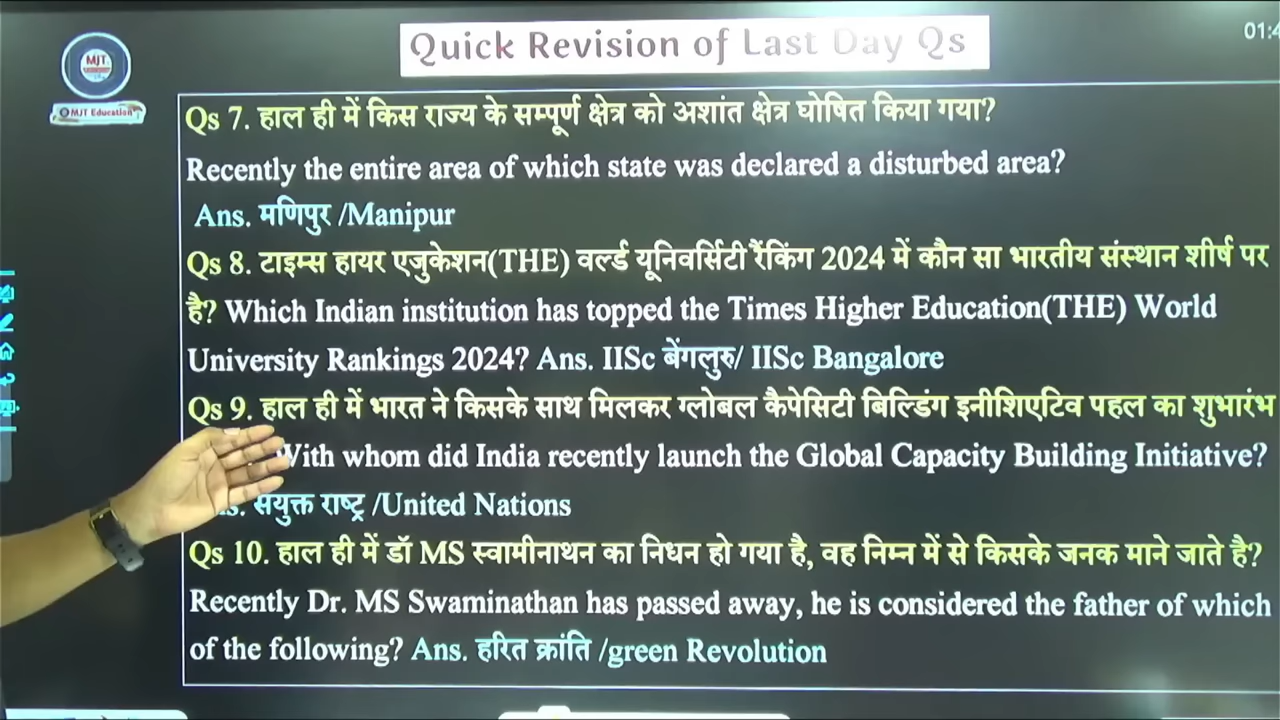 Quick Revision of Last Day Qs
01:4
MJT
MJT Education
Qs 7. हाल ही में किस राज्य के सम्पूर्ण क्षेत्र को अशांत क्षेत्र घोषित किया गया?
Recently the entire area of which state was declared a disturbed area?
Ans. मणिपुर /Manipur
Qs 8. टाइम्स हायर एजुकेशन(THE) वर्ल्ड यूनिवर्सिटी रैंकिंग 2024 में कौन सा भारतीय संस्थान शीर्ष पर
है? Which Indian institution has topped the Times Higher Education(THE) World
University Rankings 2024? Ans. IISc बेंगलुरु/ IISc Bangalore
Qs 9. हाल ही में भारत ने किसके साथ मिलकर ग्लोबल कैपेसिटी बिल्डिंग इनीशिएटिव पहल का शुभारंभ
With whom did India recently launch the Global Capacity Building Initiative?
सयुक्त राष्ट्र /United Nations
Qs 10. हाल ही में डॉ MS स्वामीनाथन का निधन हो गया है, वह निम्न में से किसके जनक माने जाते है?
Recently Dr. MS Swaminathan has passed away, he is considered the father of which
of the following? Ans. हरित क्रांति /green Revolution